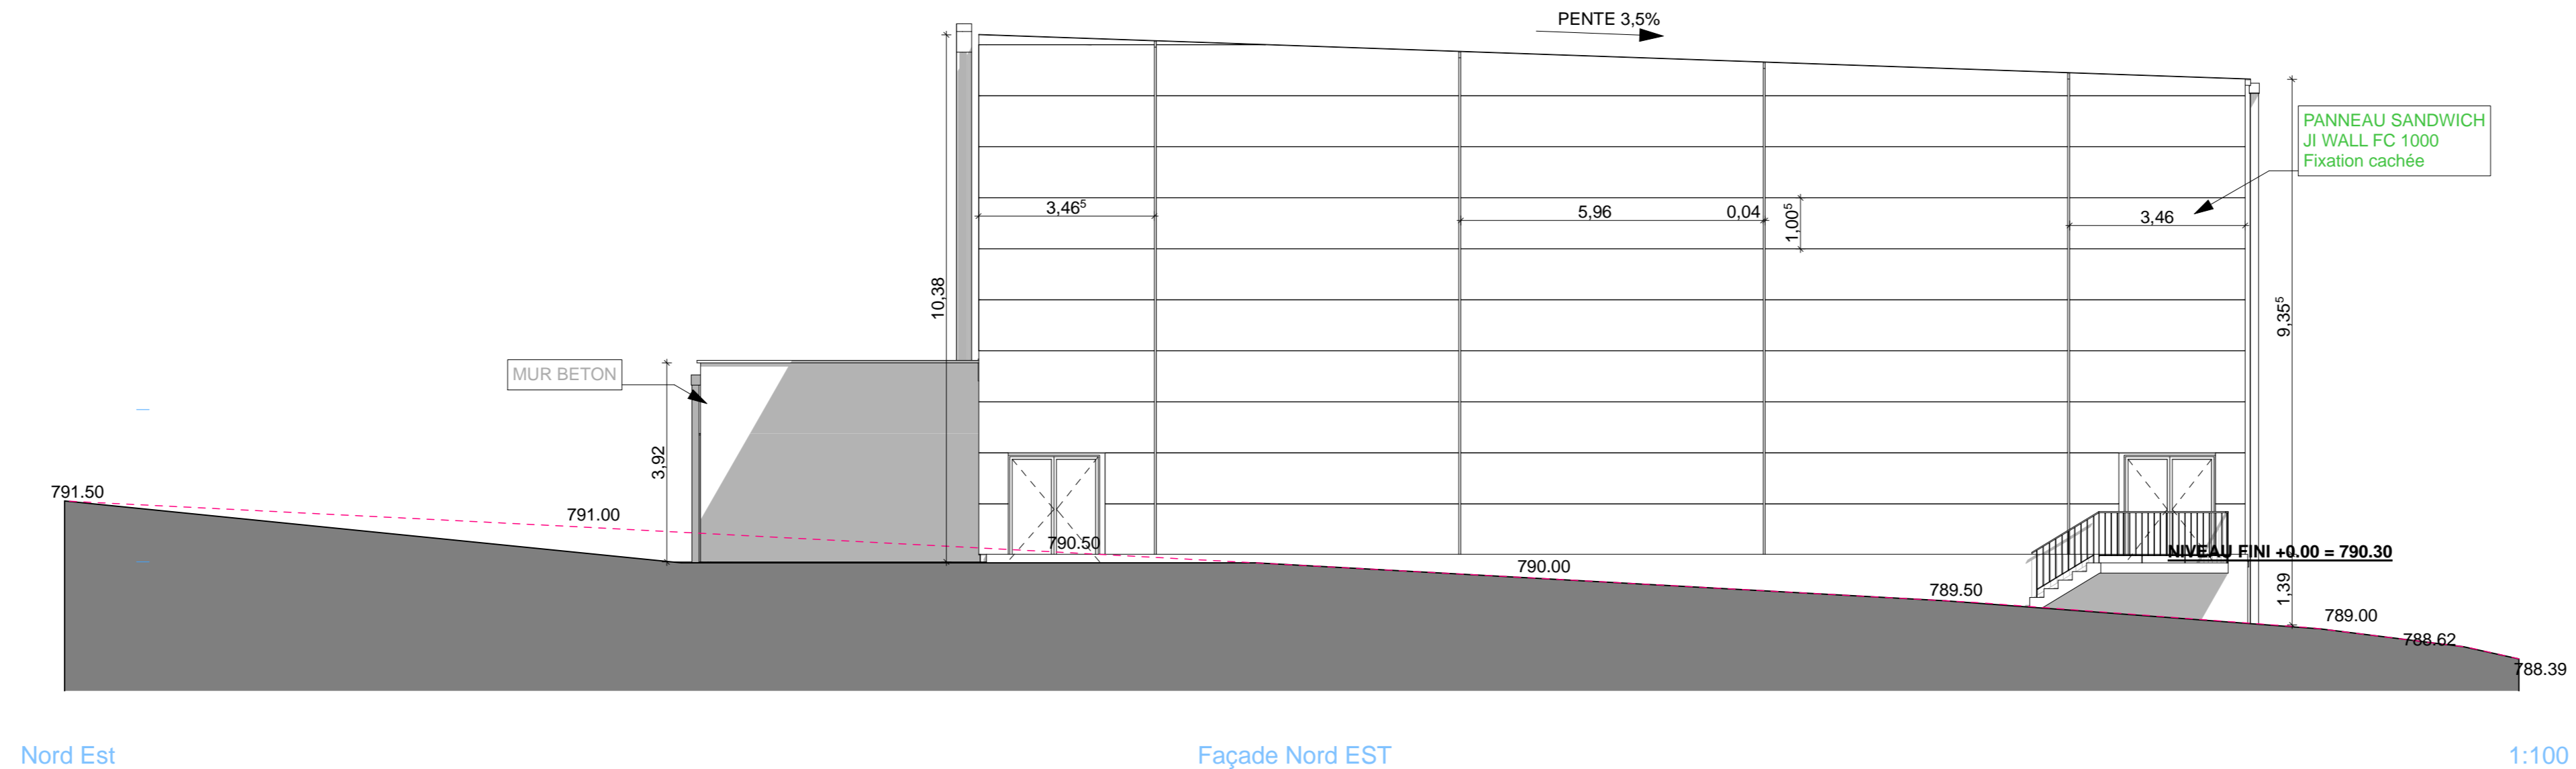 PENTE 3,5%
PANNEAU SANDWICH
JI WALL FC 1000
Fixation cachée
3,46⁵
5,96
0,04
1,00⁵
3,46
10,38
9,35⁵
MUR BETON
3,92
791.50
791.00
790.50
NIVEAU FINI +0.00 = 790.30
790.00
789.50
1,39
789.00
788.62
788.39
Nord Est
Façade Nord EST
1:100